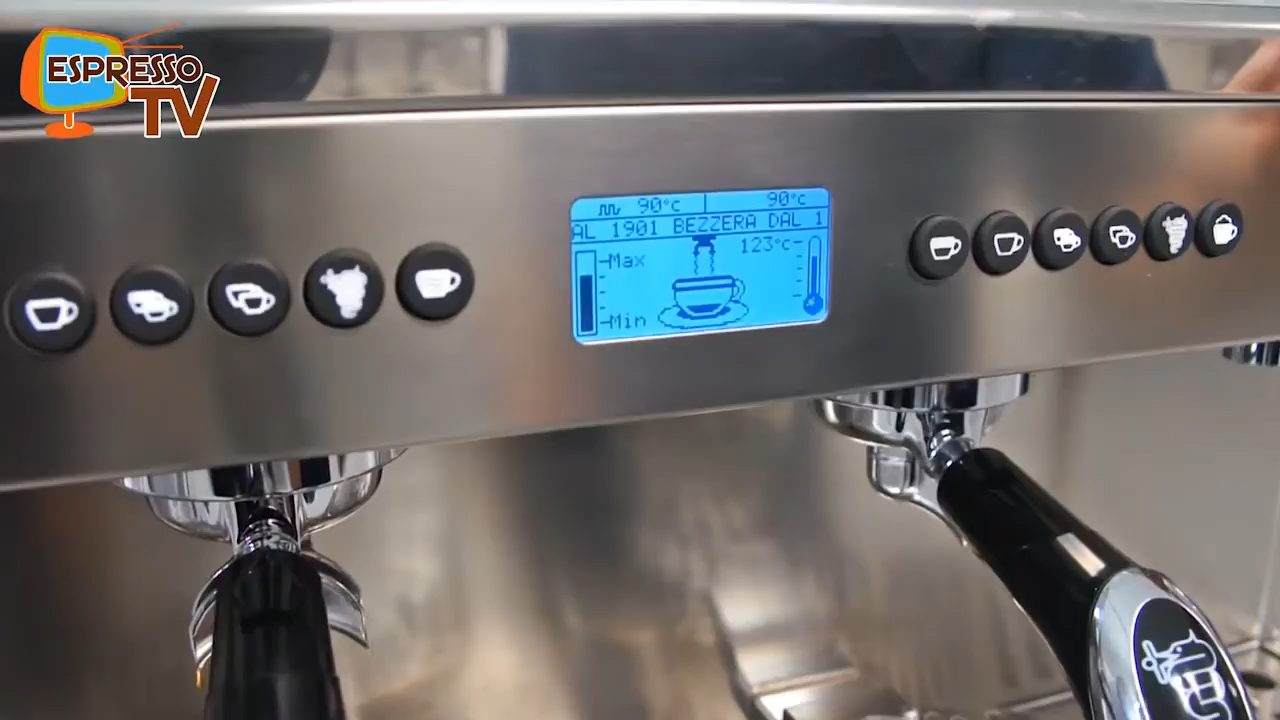 ESPRESSO
TV
90°c 90°c
AL 1901 BEZZERA DAL 1
123°c
Max
Min